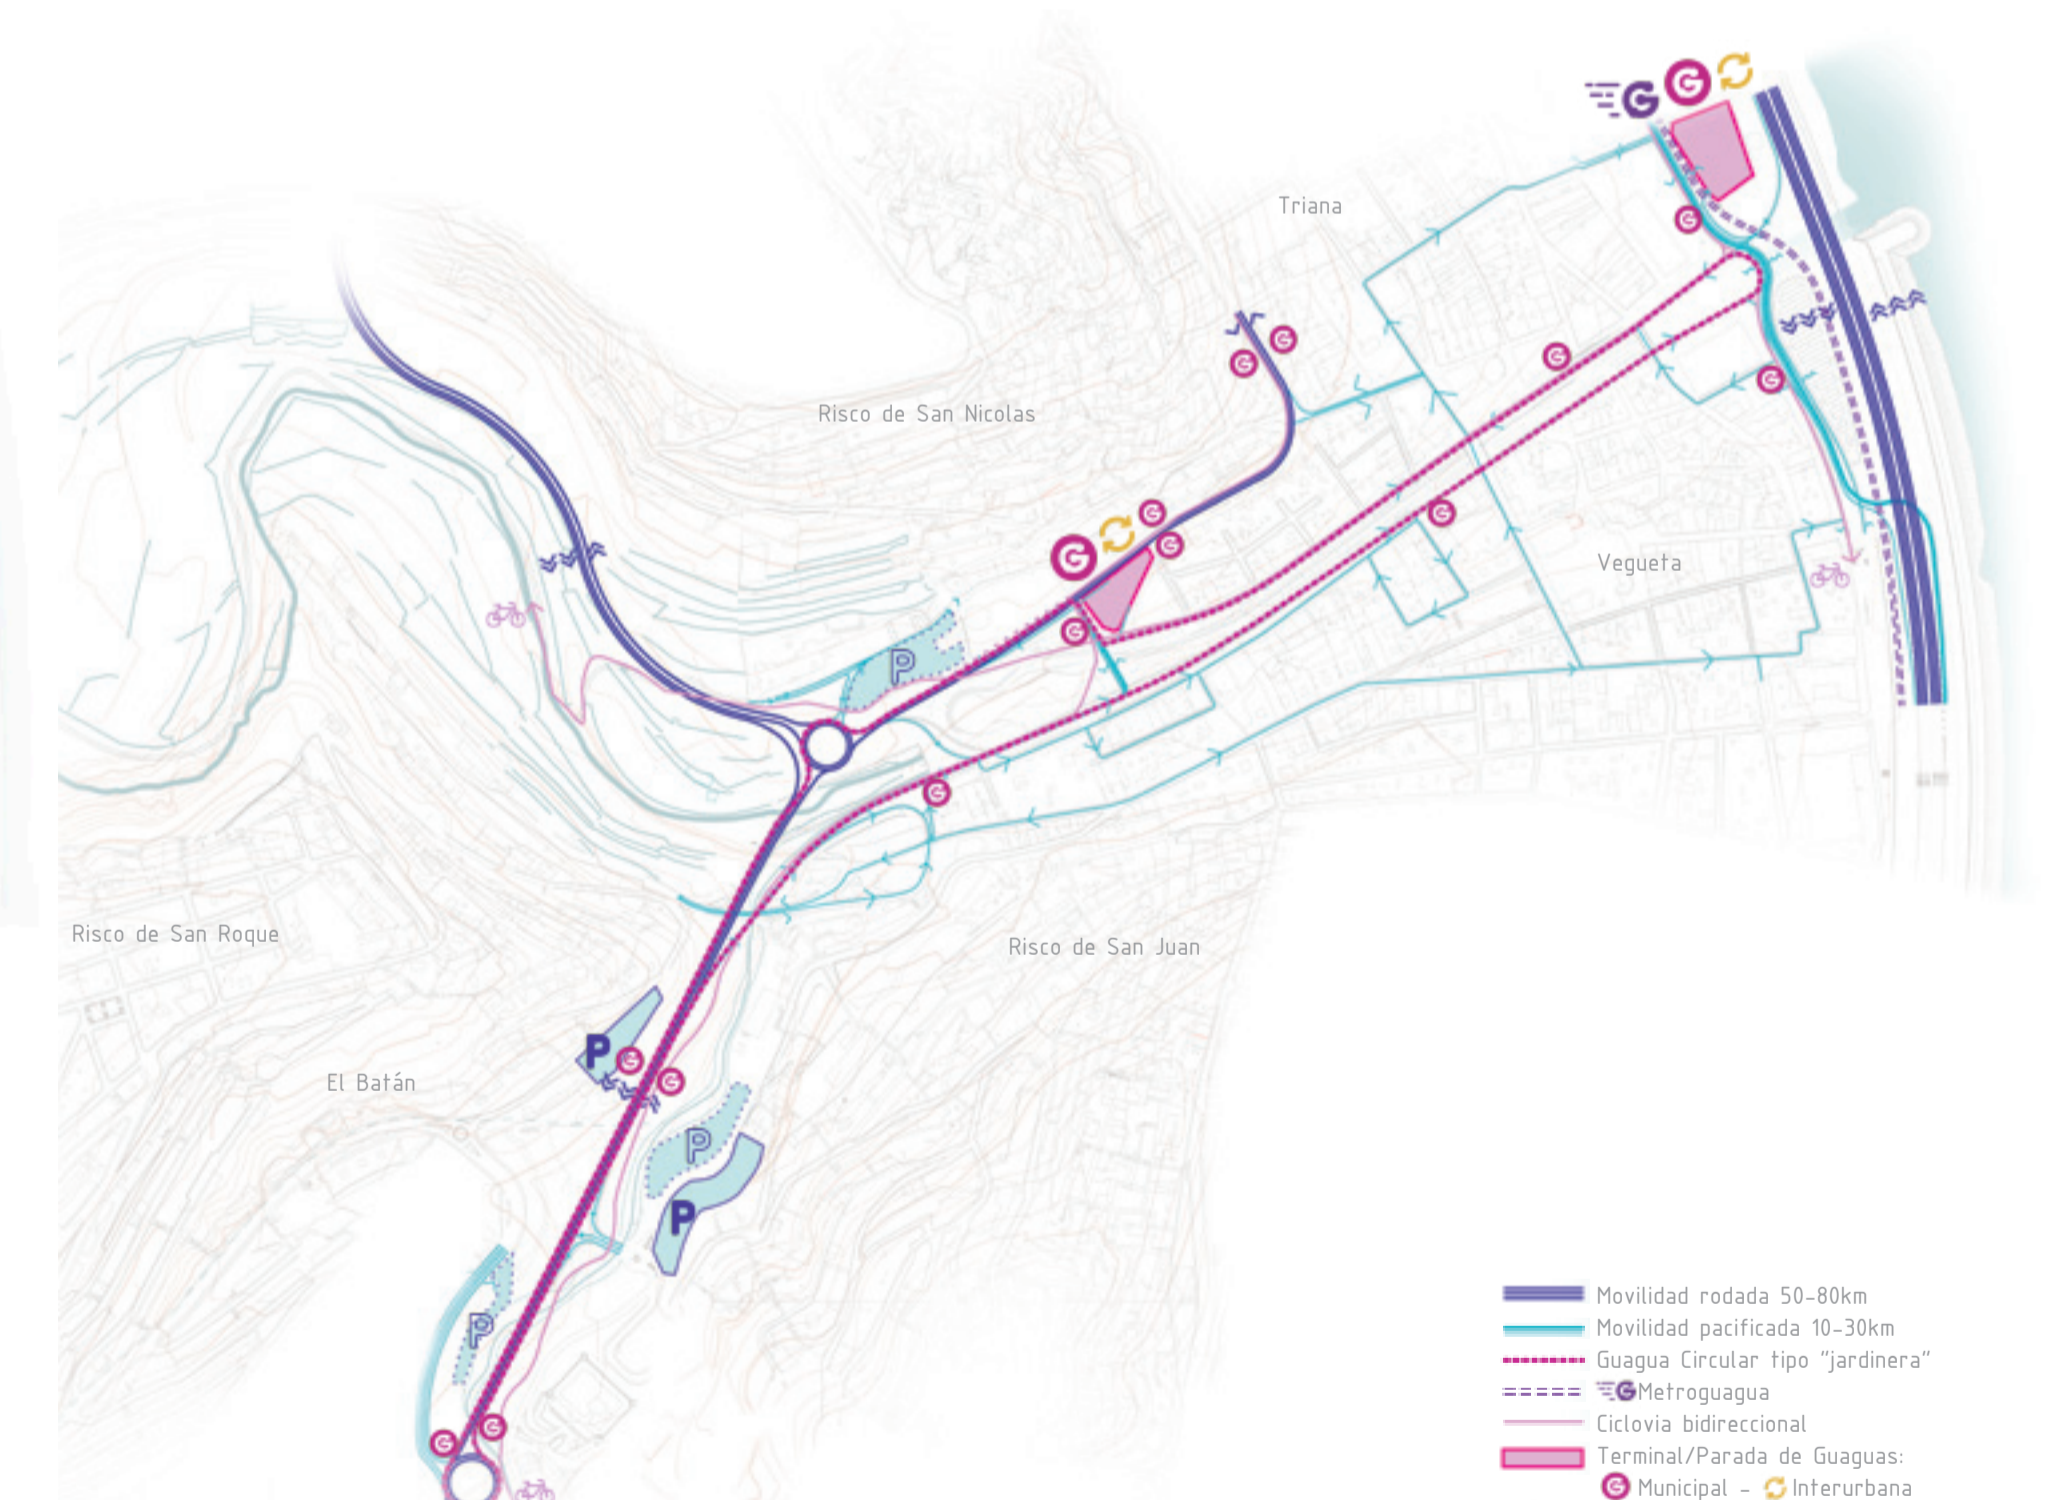 G G
Triana
G
G
G
G
G
Risco de San Nicolas
G
G
G
G
G
Vegueta
G
P
G
Risco de San Roque
Risco de San Juan
P
G
G
El Batán
P
P
P
G
G
Movilidad rodada 50-80km
Movilidad pacificada 10-30km
Guagua Circular tipo "jardinera"
G Metroguagua
Ciclovia bidireccional
Terminal/Parada de Guaguas:
G Municipal - Interurbana